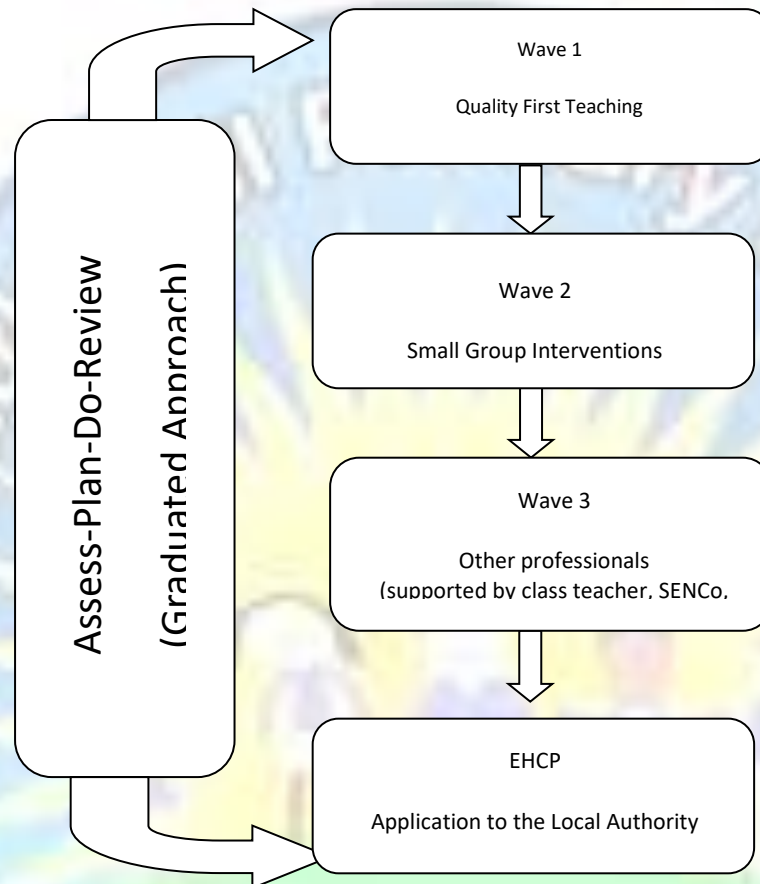 Assess-Plan-Do-Review
(Graduated Approach)
Wave 1
Quality First Teaching
Wave 2
Small Group Interventions
Wave 3
Other professionals
(supported by class teacher, SENCo,
EHCP
Application to the Local Authority